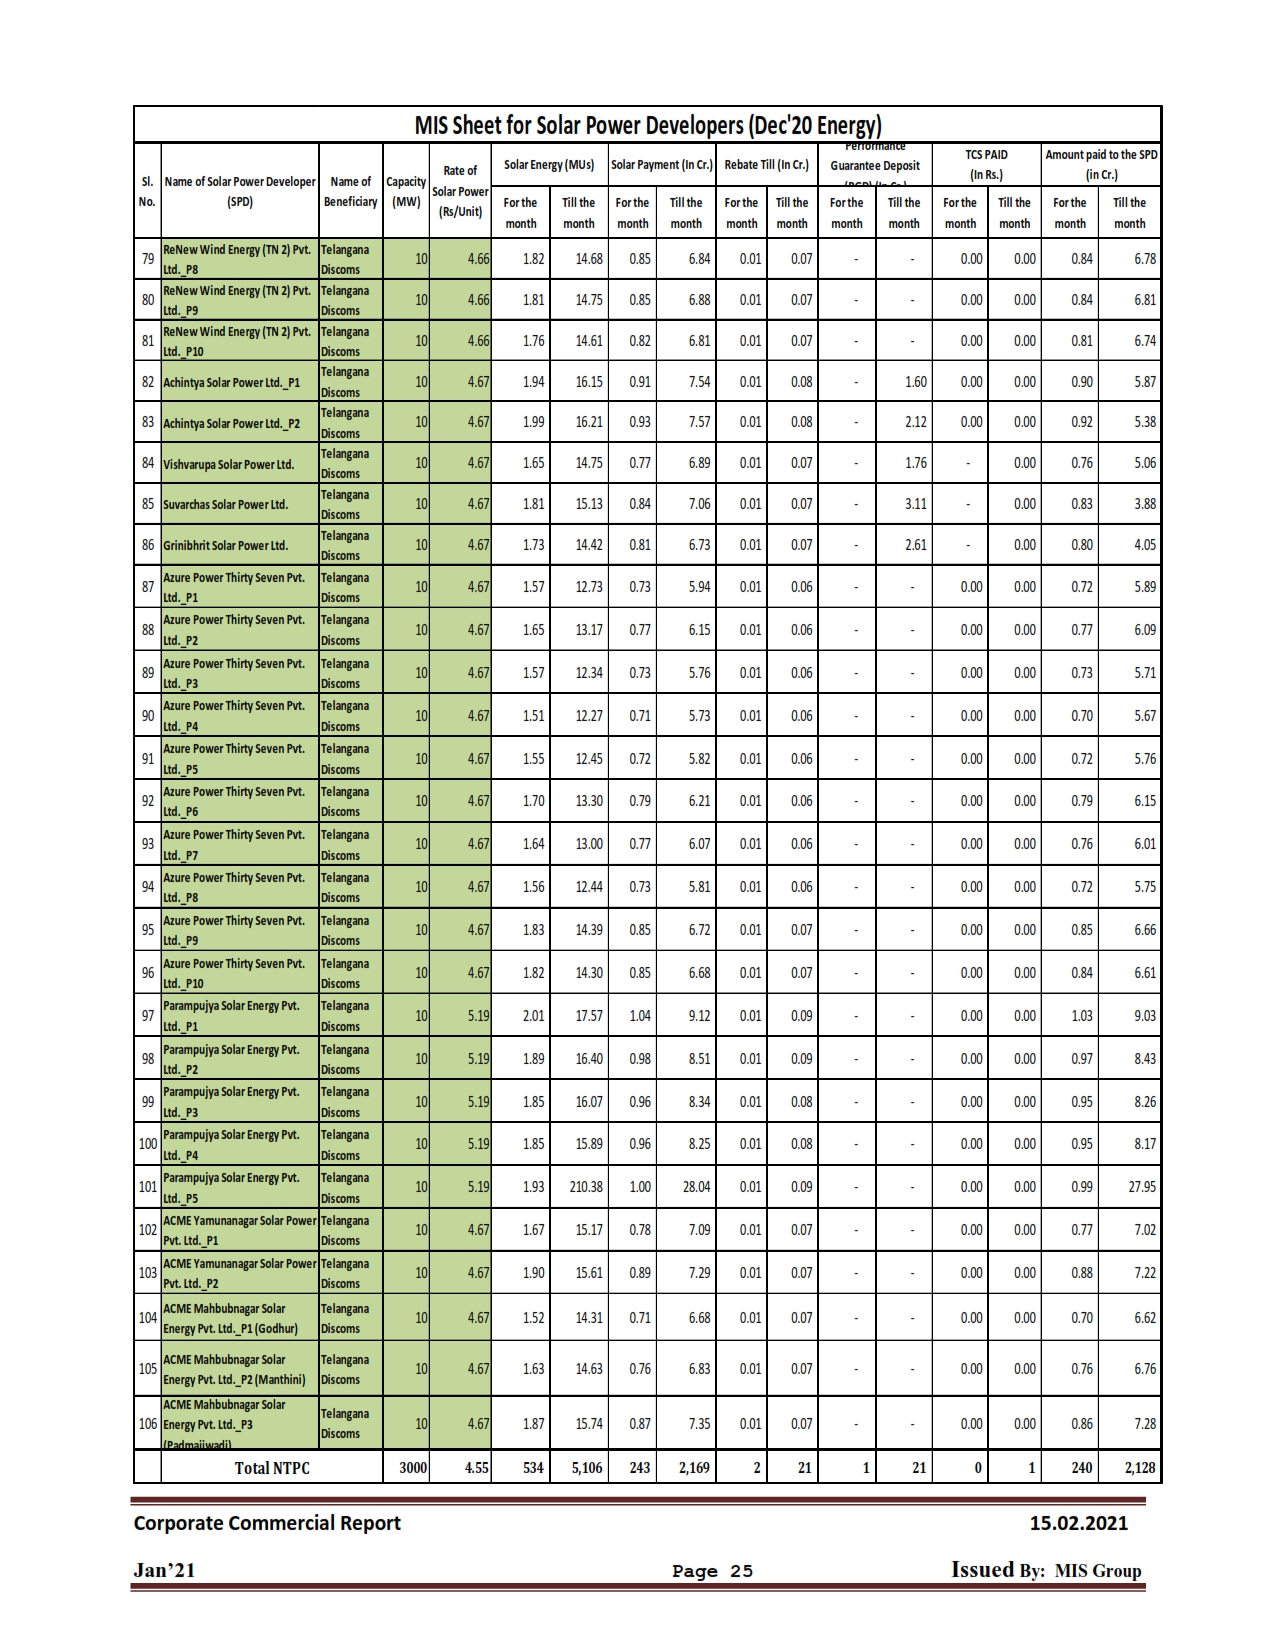 MIS Sheet for Solar Power Developers (Dec'20 Energy)
Sl. No. Name of Solar Power Developer (SPD) Name of Beneficiary Capacity (MW) Rate of Solar Power (Rs/Unit) Solar Energy (MUs) Solar Payment (In Cr.) Rebate Till (In Cr.) Performance Guarantee Deposit (PGD) (In Cr.) TCS PAID (In Rs.) Amount paid to the SPD (in Cr.)
For the month Till the month For the month Till the month For the month Till the month For the month Till the month For the month Till the month For the month Till the month
79 ReNew Wind Energy (TN 2) Pvt. Ltd._P8 Telangana Discoms 10 4.66 1.82 14.68 0.85 6.84 0.01 0.07 - - 0.00 0.00 0.84 6.78
80 ReNew Wind Energy (TN 2) Pvt. Ltd._P9 Telangana Discoms 10 4.66 1.81 14.75 0.85 6.88 0.01 0.07 - - 0.00 0.00 0.84 6.81
81 ReNew Wind Energy (TN 2) Pvt. Ltd._P10 Telangana Discoms 10 4.66 1.76 14.61 0.82 6.81 0.01 0.07 - - 0.00 0.00 0.81 6.74
82 Achintya Solar Power Ltd._P1 Telangana Discoms 10 4.67 1.94 16.15 0.91 7.54 0.01 0.08 - 1.60 0.00 0.00 0.90 5.87
83 Achintya Solar Power Ltd._P2 Telangana Discoms 10 4.67 1.99 16.21 0.93 7.57 0.01 0.08 - 2.12 0.00 0.00 0.92 5.38
84 Vishvarupa Solar Power Ltd. Telangana Discoms 10 4.67 1.65 14.75 0.77 6.89 0.01 0.07 - 1.76 - 0.00 0.76 5.06
85 Suvarchas Solar Power Ltd. Telangana Discoms 10 4.67 1.81 15.13 0.84 7.06 0.01 0.07 - 3.11 - 0.00 0.83 3.88
86 Grinibhrit Solar Power Ltd. Telangana Discoms 10 4.67 1.73 14.42 0.81 6.73 0.01 0.07 - 2.61 - 0.00 0.80 4.05
87 Azure Power Thirty Seven Pvt. Ltd._P1 Telangana Discoms 10 4.67 1.57 12.73 0.73 5.94 0.01 0.06 - - 0.00 0.00 0.72 5.89
88 Azure Power Thirty Seven Pvt. Ltd._P2 Telangana Discoms 10 4.67 1.65 13.17 0.77 6.15 0.01 0.06 - - 0.00 0.00 0.77 6.09
89 Azure Power Thirty Seven Pvt. Ltd._P3 Telangana Discoms 10 4.67 1.57 12.34 0.73 5.76 0.01 0.06 - - 0.00 0.00 0.73 5.71
90 Azure Power Thirty Seven Pvt. Ltd._P4 Telangana Discoms 10 4.67 1.51 12.27 0.71 5.73 0.01 0.06 - - 0.00 0.00 0.70 5.67
91 Azure Power Thirty Seven Pvt. Ltd._P5 Telangana Discoms 10 4.67 1.55 12.45 0.72 5.82 0.01 0.06 - - 0.00 0.00 0.72 5.76
92 Azure Power Thirty Seven Pvt. Ltd._P6 Telangana Discoms 10 4.67 1.70 13.30 0.79 6.21 0.01 0.06 - - 0.00 0.00 0.79 6.15
93 Azure Power Thirty Seven Pvt. Ltd._P7 Telangana Discoms 10 4.67 1.64 13.00 0.77 6.07 0.01 0.06 - - 0.00 0.00 0.76 6.01
94 Azure Power Thirty Seven Pvt. Ltd._P8 Telangana Discoms 10 4.67 1.56 12.44 0.73 5.81 0.01 0.06 - - 0.00 0.00 0.72 5.75
95 Azure Power Thirty Seven Pvt. Ltd._P9 Telangana Discoms 10 4.67 1.83 14.39 0.85 6.72 0.01 0.07 - - 0.00 0.00 0.85 6.66
96 Azure Power Thirty Seven Pvt. Ltd._P10 Telangana Discoms 10 4.67 1.82 14.30 0.85 6.68 0.01 0.07 - - 0.00 0.00 0.84 6.61
97 Parampujya Solar Energy Pvt. Ltd._P1 Telangana Discoms 10 5.19 2.01 17.57 1.04 9.12 0.01 0.09 - - 0.00 0.00 1.03 9.03
98 Parampujya Solar Energy Pvt. Ltd._P2 Telangana Discoms 10 5.19 1.89 16.40 0.98 8.51 0.01 0.09 - - 0.00 0.00 0.97 8.43
99 Parampujya Solar Energy Pvt. Ltd._P3 Telangana Discoms 10 5.19 1.85 16.07 0.96 8.34 0.01 0.08 - - 0.00 0.00 0.95 8.26
100 Parampujya Solar Energy Pvt. Ltd._P4 Telangana Discoms 10 5.19 1.85 15.89 0.96 8.25 0.01 0.08 - - 0.00 0.00 0.95 8.17
101 Parampujya Solar Energy Pvt. Ltd._P5 Telangana Discoms 10 5.19 1.93 210.38 1.00 28.04 0.01 0.09 - - 0.00 0.00 0.99 27.95
102 ACME Yamunanagar Solar Power Pvt. Ltd._P1 Telangana Discoms 10 4.67 1.67 15.17 0.78 7.09 0.01 0.07 - - 0.00 0.00 0.77 7.02
103 ACME Yamunanagar Solar Power Pvt. Ltd._P2 Telangana Discoms 10 4.67 1.90 15.61 0.89 7.29 0.01 0.07 - - 0.00 0.00 0.88 7.22
104 ACME Mahbubnagar Solar Energy Pvt. Ltd._P1 (Godhur) Telangana Discoms 10 4.67 1.52 14.31 0.71 6.68 0.01 0.07 - - 0.00 0.00 0.70 6.62
105 ACME Mahbubnagar Solar Energy Pvt. Ltd._P2 (Manthini) Telangana Discoms 10 4.67 1.63 14.63 0.76 6.83 0.01 0.07 - - 0.00 0.00 0.76 6.76
106 ACME Mahbubnagar Solar Energy Pvt. Ltd._P3 (Padmajiwadi) Telangana Discoms 10 4.67 1.87 15.74 0.87 7.35 0.01 0.07 - - 0.00 0.00 0.86 7.28
Total NTPC 3000 4.55 534 5,106 243 2,169 2 21 1 21 0 1 240 2,128
Corporate Commercial Report 15.02.2021
Jan’21 Page 25 Issued By: MIS Group